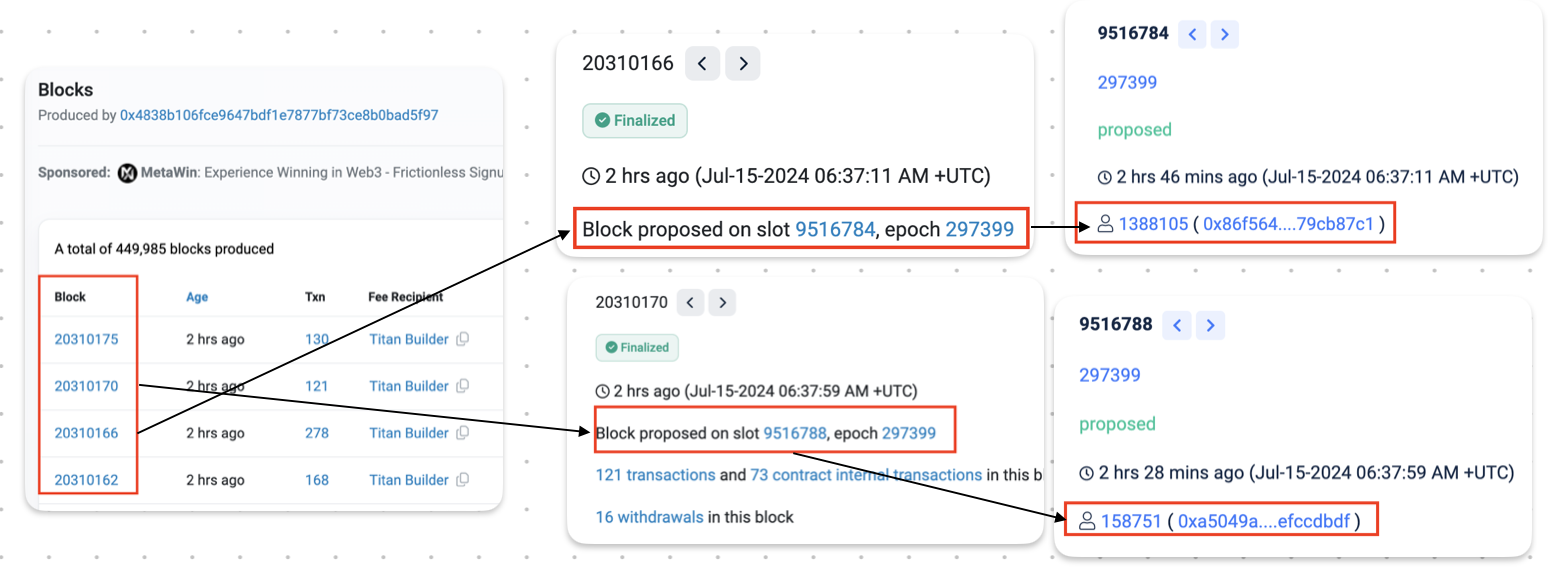 Blocks
Produced by 0x4838b106fce9647bdf1e7877bf73ce8b0bad5f97
Sponsored: MetaWin: Experience Winning in Web3 - Frictionless Signu
A total of 449,985 blocks produced
Block Age Txn Fee Recipient
20310175 2 hrs ago 130 Titan Builder
20310170 2 hrs ago 121 Titan Builder
20310166 2 hrs ago 278 Titan Builder
20310162 2 hrs ago 168 Titan Builder
20310166 < >
Finalized
2 hrs ago (Jul-15-2024 06:37:11 AM +UTC)
Block proposed on slot 9516784, epoch 297399
20310170 < >
Finalized
2 hrs ago (Jul-15-2024 06:37:59 AM +UTC)
Block proposed on slot 9516788, epoch 297399
121 transactions and 73 contract internal transactions in this b
16 withdrawals in this block
9516784 < >
297399
proposed
2 hrs 46 mins ago (Jul-15-2024 06:37:11 AM +UTC)
1388105 ( 0x86f564....79cb87c1 )
9516788 < >
297399
proposed
2 hrs 28 mins ago (Jul-15-2024 06:37:59 AM +UTC)
158751 ( 0xa5049a....efccdbdf )